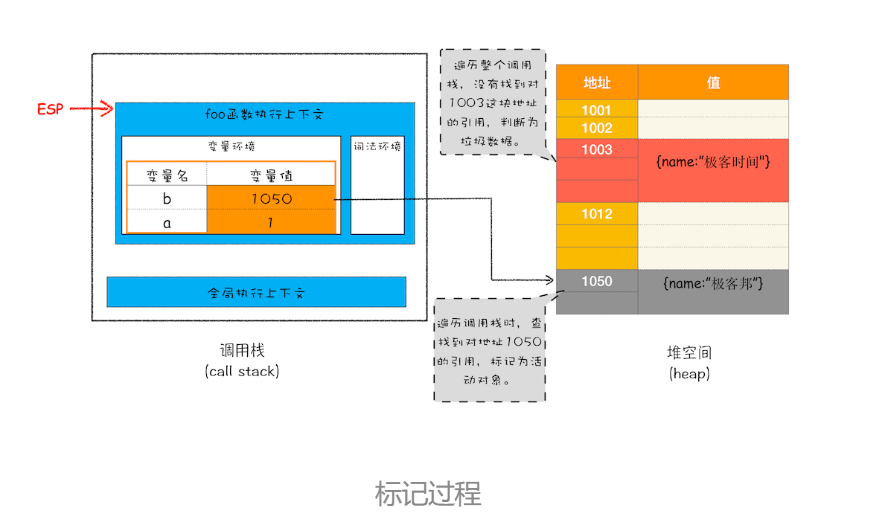 ESP
foo函数执行上下文
变量环境
词法环境
变量名 变量值
b 1050
a 1
全局执行上下文
调用栈
(call stack)
遍历整个调用
栈，没有找到对
1003这块地址
的引用，判断为
垃圾数据。
遍历调用栈时，查
找到对地址1050
的引用，标记为活
动对象。
地址 值
1001
1002
1003 {name:"极客时间"}
1012
1050 {name:"极客邦"}
堆空间
(heap)
标记过程